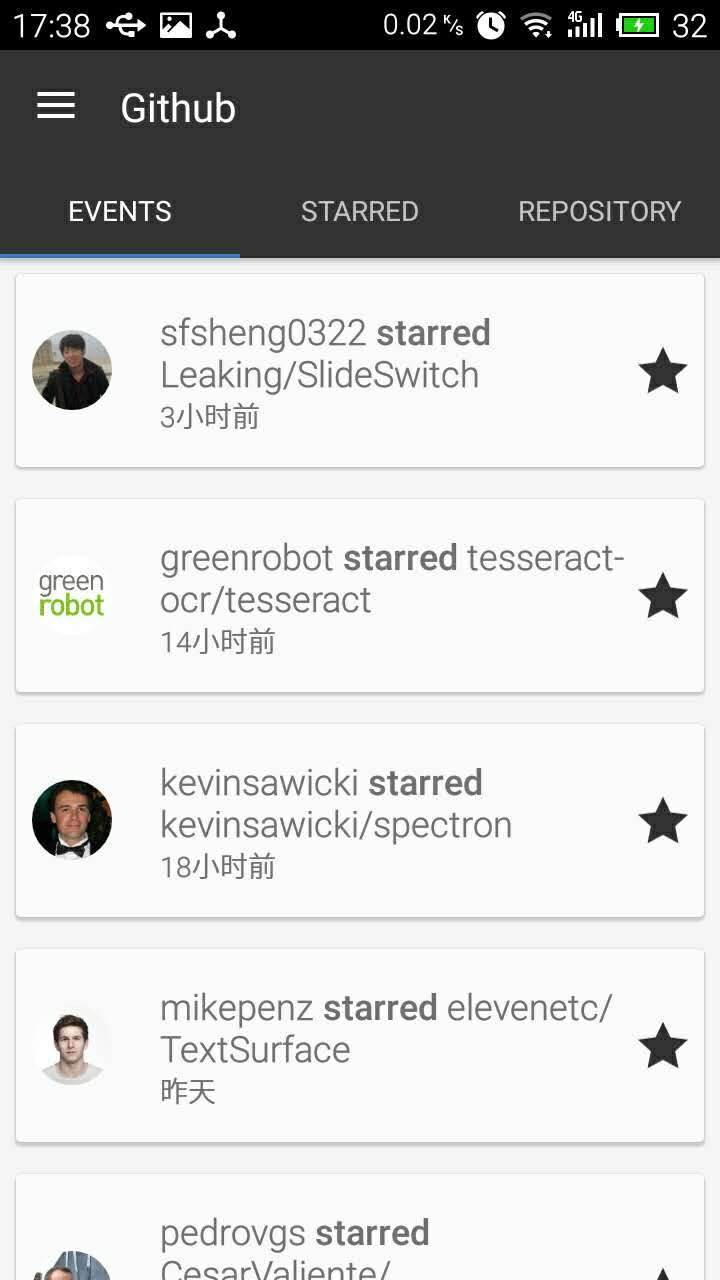 17:38
0.02 K/s 4G 32
Github
EVENTS STARRED REPOSITORY
sfsheng0322 starred
Leaking/SlideSwitch
3小时前
green
robot
greenrobot starred tesseract-
ocr/tesseract
14小时前
kevinsawicki starred
kevinsawicki/spectron
18小时前
mikepenz starred elevenetc/
TextSurface
昨天
pedrovgs starred
CesarValiente/